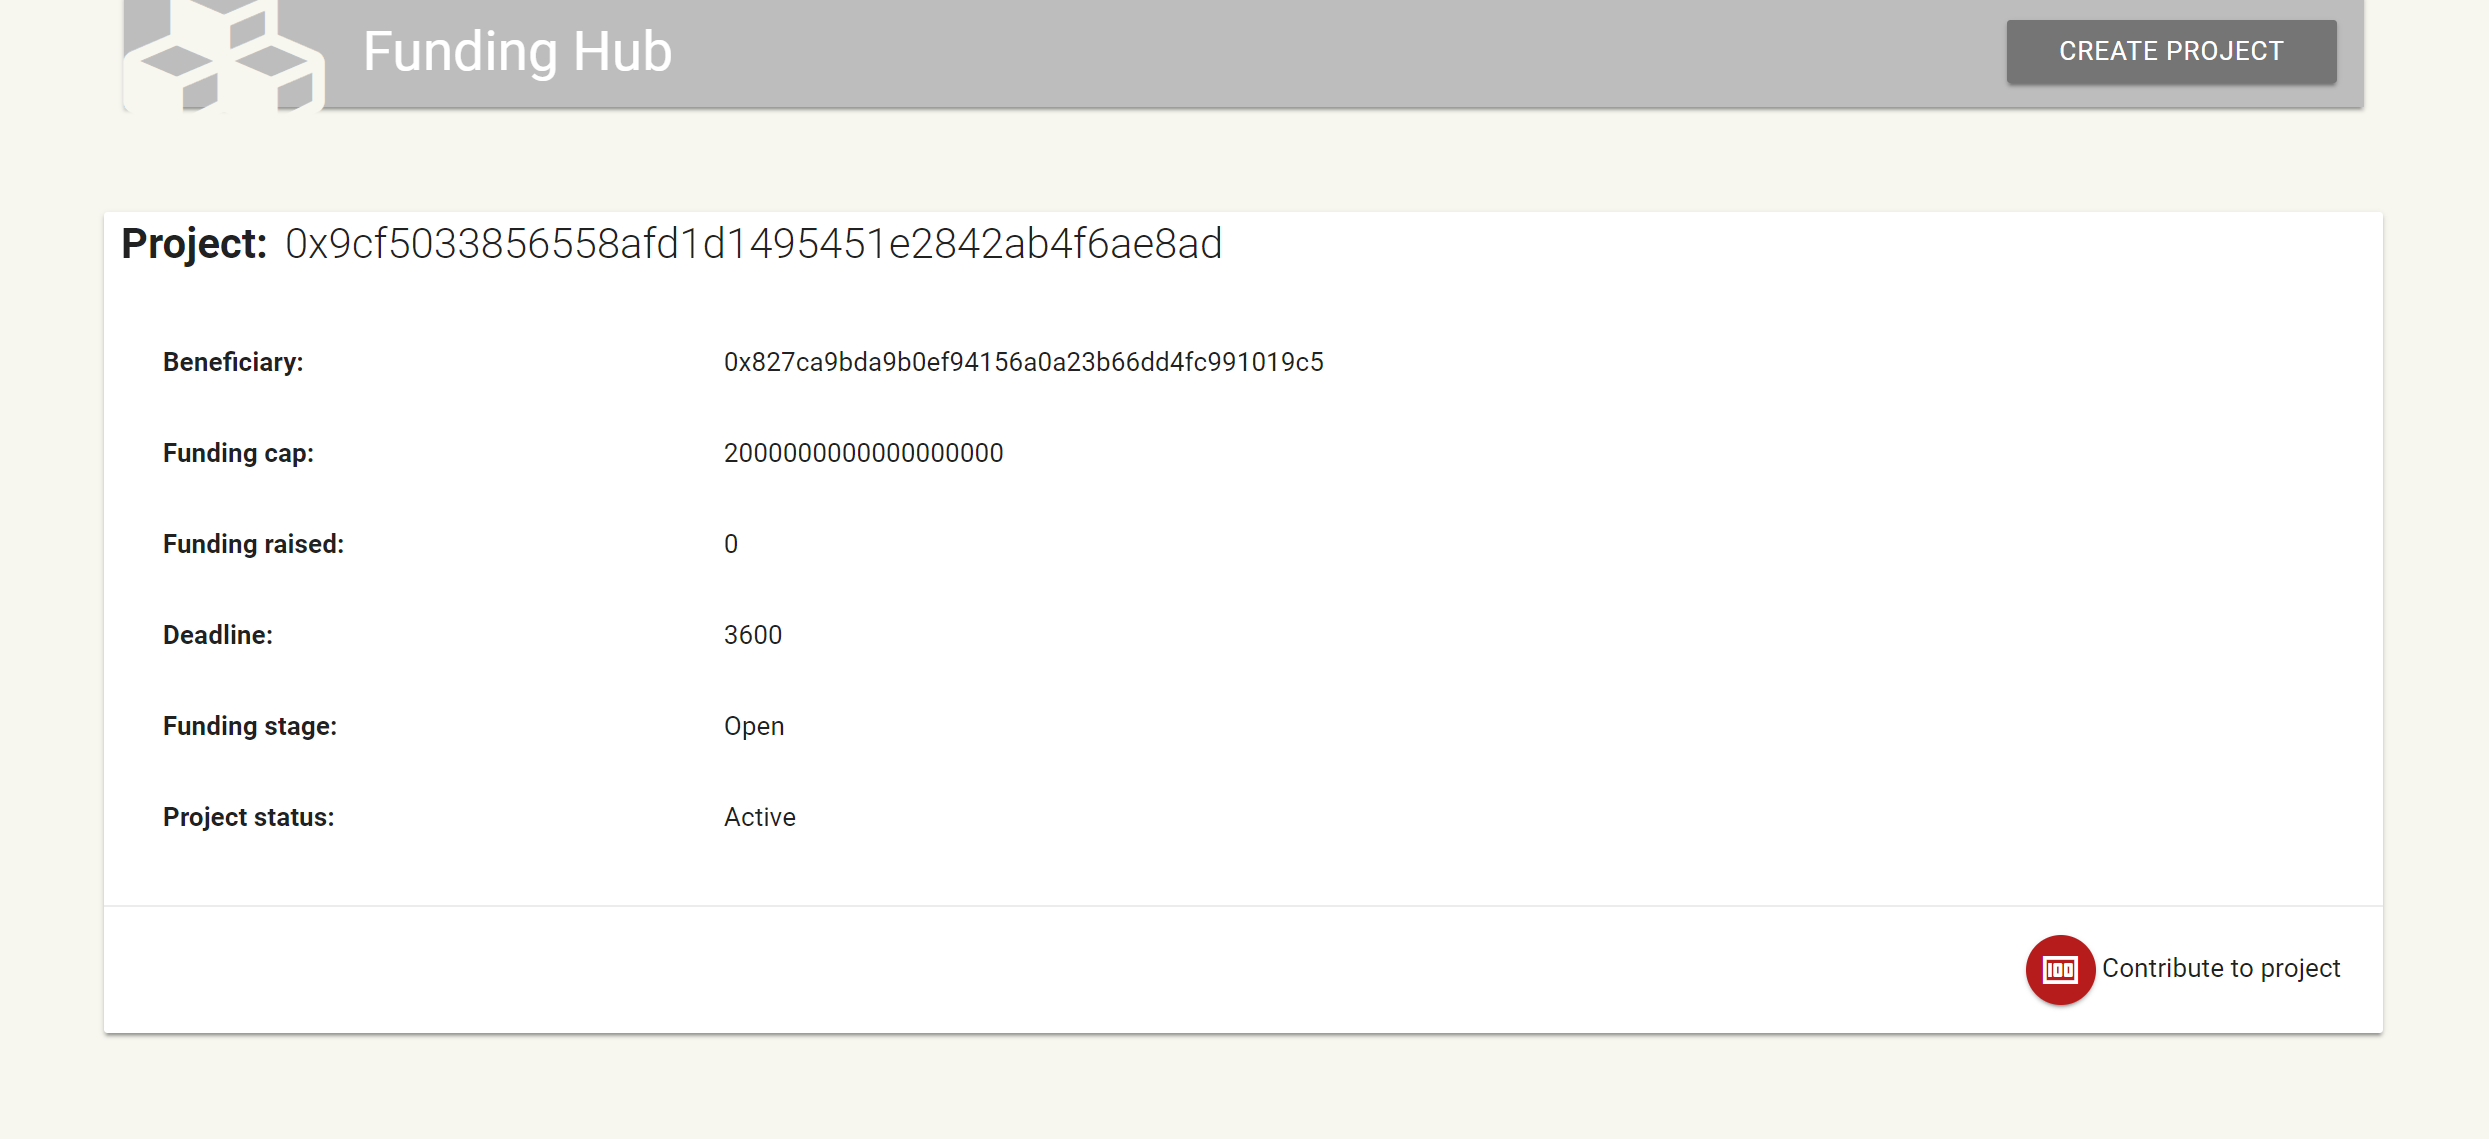 Funding Hub
CREATE PROJECT
Project: 0x9cf5033856558afd1d1495451e2842ab4f6ae8ad
Beneficiary: 0x827ca9bda9b0ef94156a0a23b66dd4fc991019c5
Funding cap: 2000000000000000000
Funding raised: 0
Deadline: 3600
Funding stage: Open
Project status: Active
Contribute to project